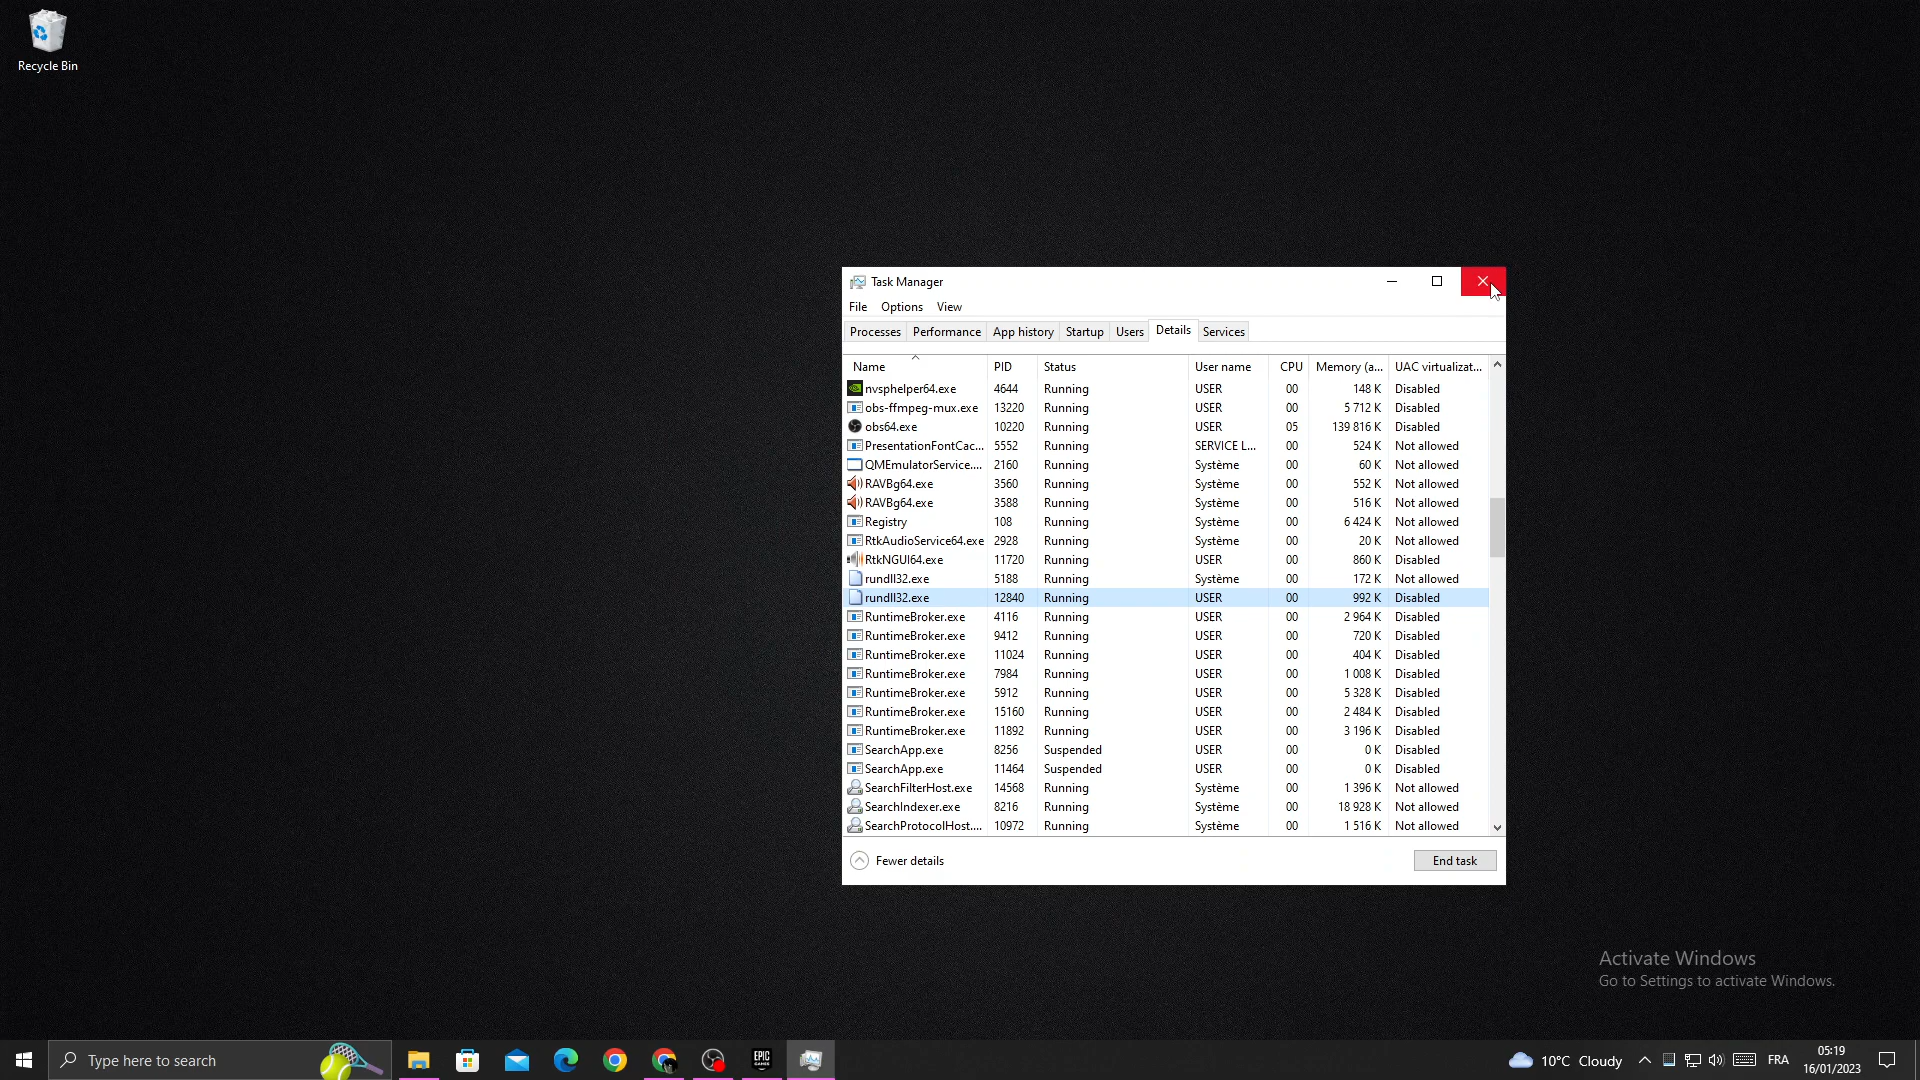 Recycle Bin
Task Manager
File Options View
Processes Performance App history Startup Users Details Services
Name PID Status User name CPU Memory (a... UAC virtualizat...
nvsphelper64.exe 4644 Running USER 00 148 K Disabled
obs-ffmpeg-mux.exe 13220 Running USER 00 5 712 K Disabled
obs64.exe 10220 Running USER 05 139 816 K Disabled
PresentationFontCac... 5552 Running SERVICE L... 00 524 K Not allowed
QMEmulatorService.... 2160 Running Système 00 60 K Not allowed
RAVBg64.exe 3560 Running Système 00 552 K Not allowed
RAVBg64.exe 3588 Running Système 00 516 K Not allowed
Registry 108 Running Système 00 6 424 K Not allowed
RtkAudioService64.exe 2928 Running Système 00 20 K Not allowed
RtkNGUI64.exe 11720 Running USER 00 860 K Disabled
rundll32.exe 5188 Running Système 00 172 K Not allowed
rundll32.exe 12840 Running USER 00 992 K Disabled
RuntimeBroker.exe 4116 Running USER 00 2 964 K Disabled
RuntimeBroker.exe 9412 Running USER 00 720 K Disabled
RuntimeBroker.exe 11024 Running USER 00 404 K Disabled
RuntimeBroker.exe 7984 Running USER 00 1 008 K Disabled
RuntimeBroker.exe 5912 Running USER 00 5 328 K Disabled
RuntimeBroker.exe 15160 Running USER 00 2 484 K Disabled
RuntimeBroker.exe 11892 Running USER 00 3 196 K Disabled
SearchApp.exe 8256 Suspended USER 00 0 K Disabled
SearchApp.exe 11464 Suspended USER 00 0 K Disabled
SearchFilterHost.exe 14568 Running Système 00 1 396 K Not allowed
SearchIndexer.exe 8216 Running Système 00 18 928 K Not allowed
SearchProtocolHost.... 10972 Running Système 00 1 516 K Not allowed
Fewer details End task
Activate Windows
Go to Settings to activate Windows.
Type here to search
EPIC
GAMES
10°C Cloudy
FRA
05:19
16/01/2023